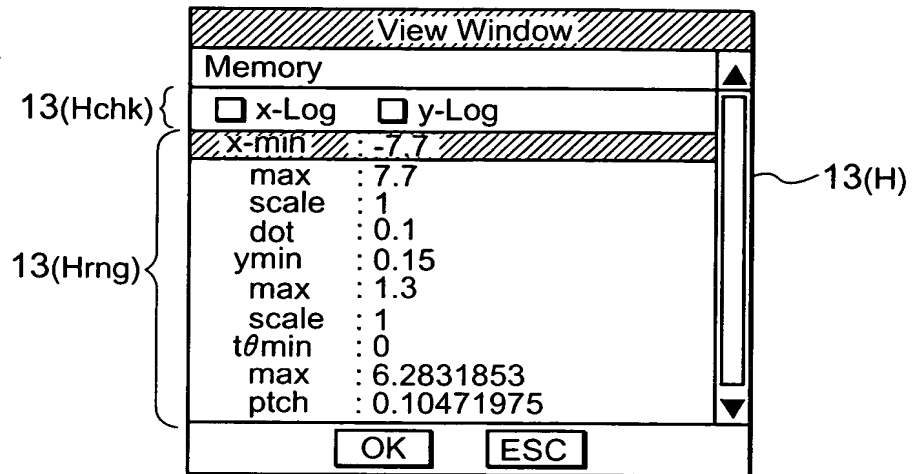 View Window
Memory
13(Hchk)
x-Log y-Log
x-min : -7.7
max : 7.7
13(H)
scale : 1
dot : 0.1
13(Hrng)
ymin : 0.15
max : 1.3
scale : 1
tθmin : 0
max : 6.2831853
ptch : 0.10471975
OK ESC